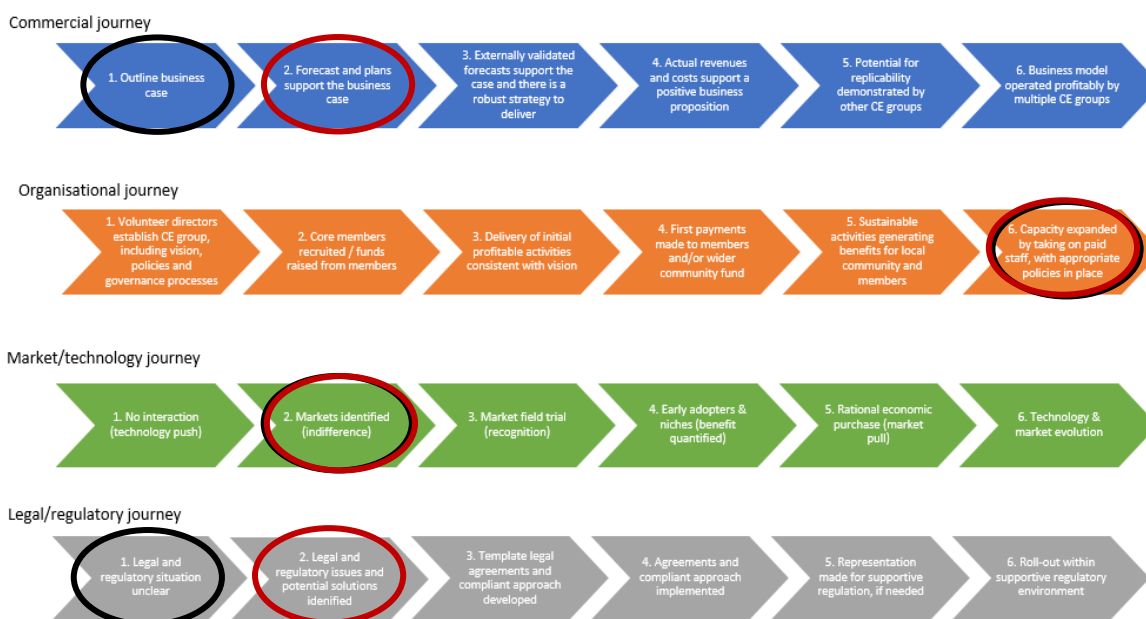 Commercial journey
1. Outline business
case
2. Forecast and plans
support the business
case
3. Externally validated
forecasts support the
case and there is a
robust strategy to
deliver
4. Actual revenues
and costs support a
positive business
proposition
5. Potential for
replicability
demonstrated by
other CE groups
6. Business model
operated profitably by
multiple CE groups
Organisational journey
1. Volunteer directors
establish CE group,
including vision,
policies and
governance processes
2. Core members
recruited / funds
raised from members
3. Delivery of initial
profitable activities
consistent with vision
4. First payments
made to members
and/or wider
community fund
5. Sustainable
activities generating
benefits for local
community and
members
6. Capacity expanded
by taking on paid
staff, with appropriate
policies in place
Market/technology journey
1. No interaction
(technology push)
2. Markets identified
(indifference)
3. Market field trial
(recognition)
4. Early adopters &
niches (benefit
quantified)
5. Rational economic
purchase (market
pull)
6. Technology &
market evolution
Legal/regulatory journey
1. Legal and
regulatory situation
unclear
2. Legal and
regulatory issues and
potential solutions
identified
3. Template legal
agreements and
compliant approach
developed
4. Agreements and
compliant approach
implemented
5. Representation
made for supportive
regulation, if needed
6. Roll-out within
supportive regulatory
environment